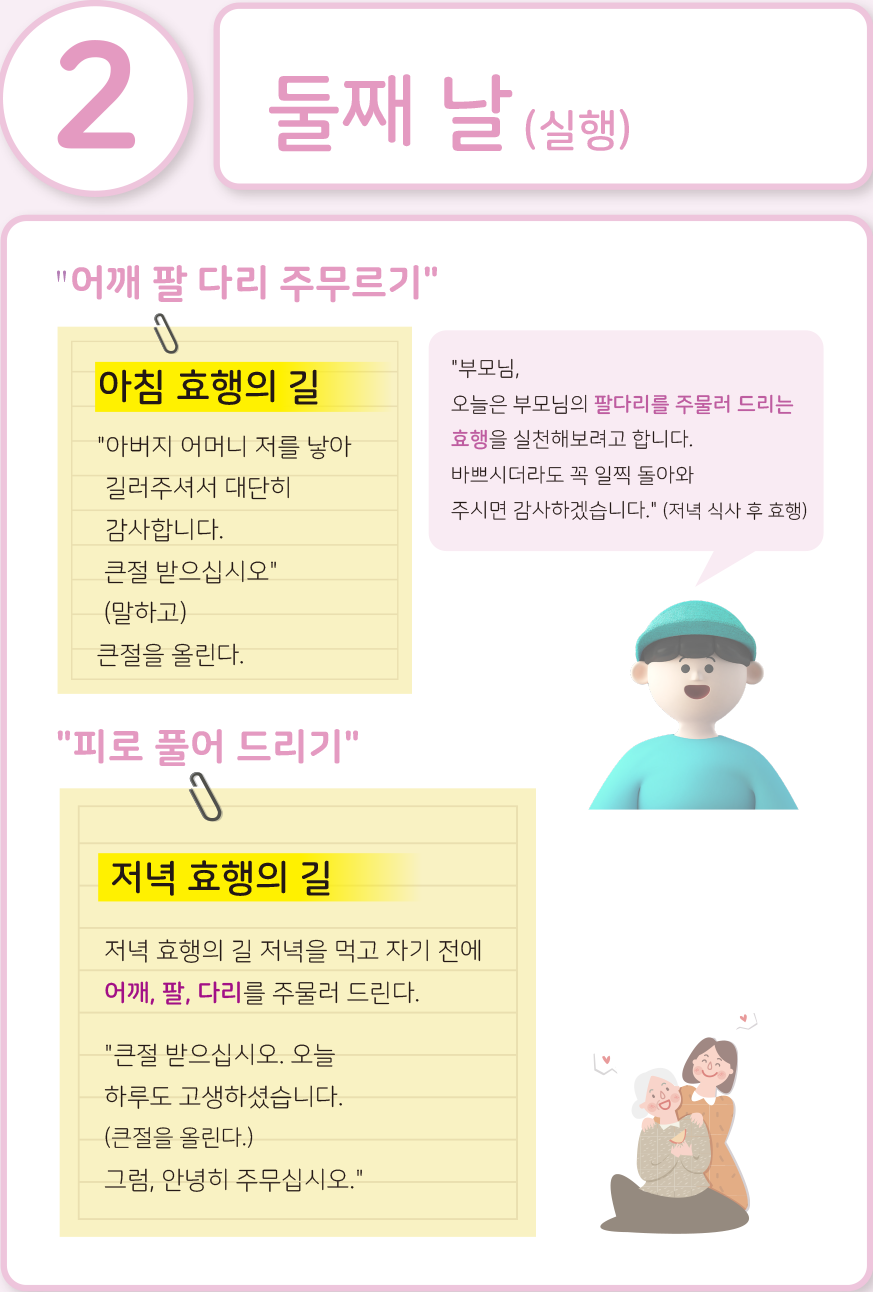 2
둘째 날 (실행)
"어깨 팔 다리 주무르기"
아침 효행의 길
"아버지 어머니 저를 낳아
길러주셔서 대단히
감사합니다.
큰절 받으십시오"
(말하고)
큰절을 올린다.
"부모님,
오늘은 부모님의 팔다리를 주물러 드리는
효행을 실천해보려고 합니다.
바쁘시더라도 꼭 일찍 돌아와
주시면 감사하겠습니다." (저녁 식사 후 효행)
"피로 풀어 드리기"
저녁 효행의 길
저녁 효행의 길 저녁을 먹고 자기 전에
어깨, 팔, 다리를 주물러 드린다.
"큰절 받으십시오. 오늘
하루도 고생하셨습니다.
(큰절을 올린다.)
그럼, 안녕히 주무십시오."